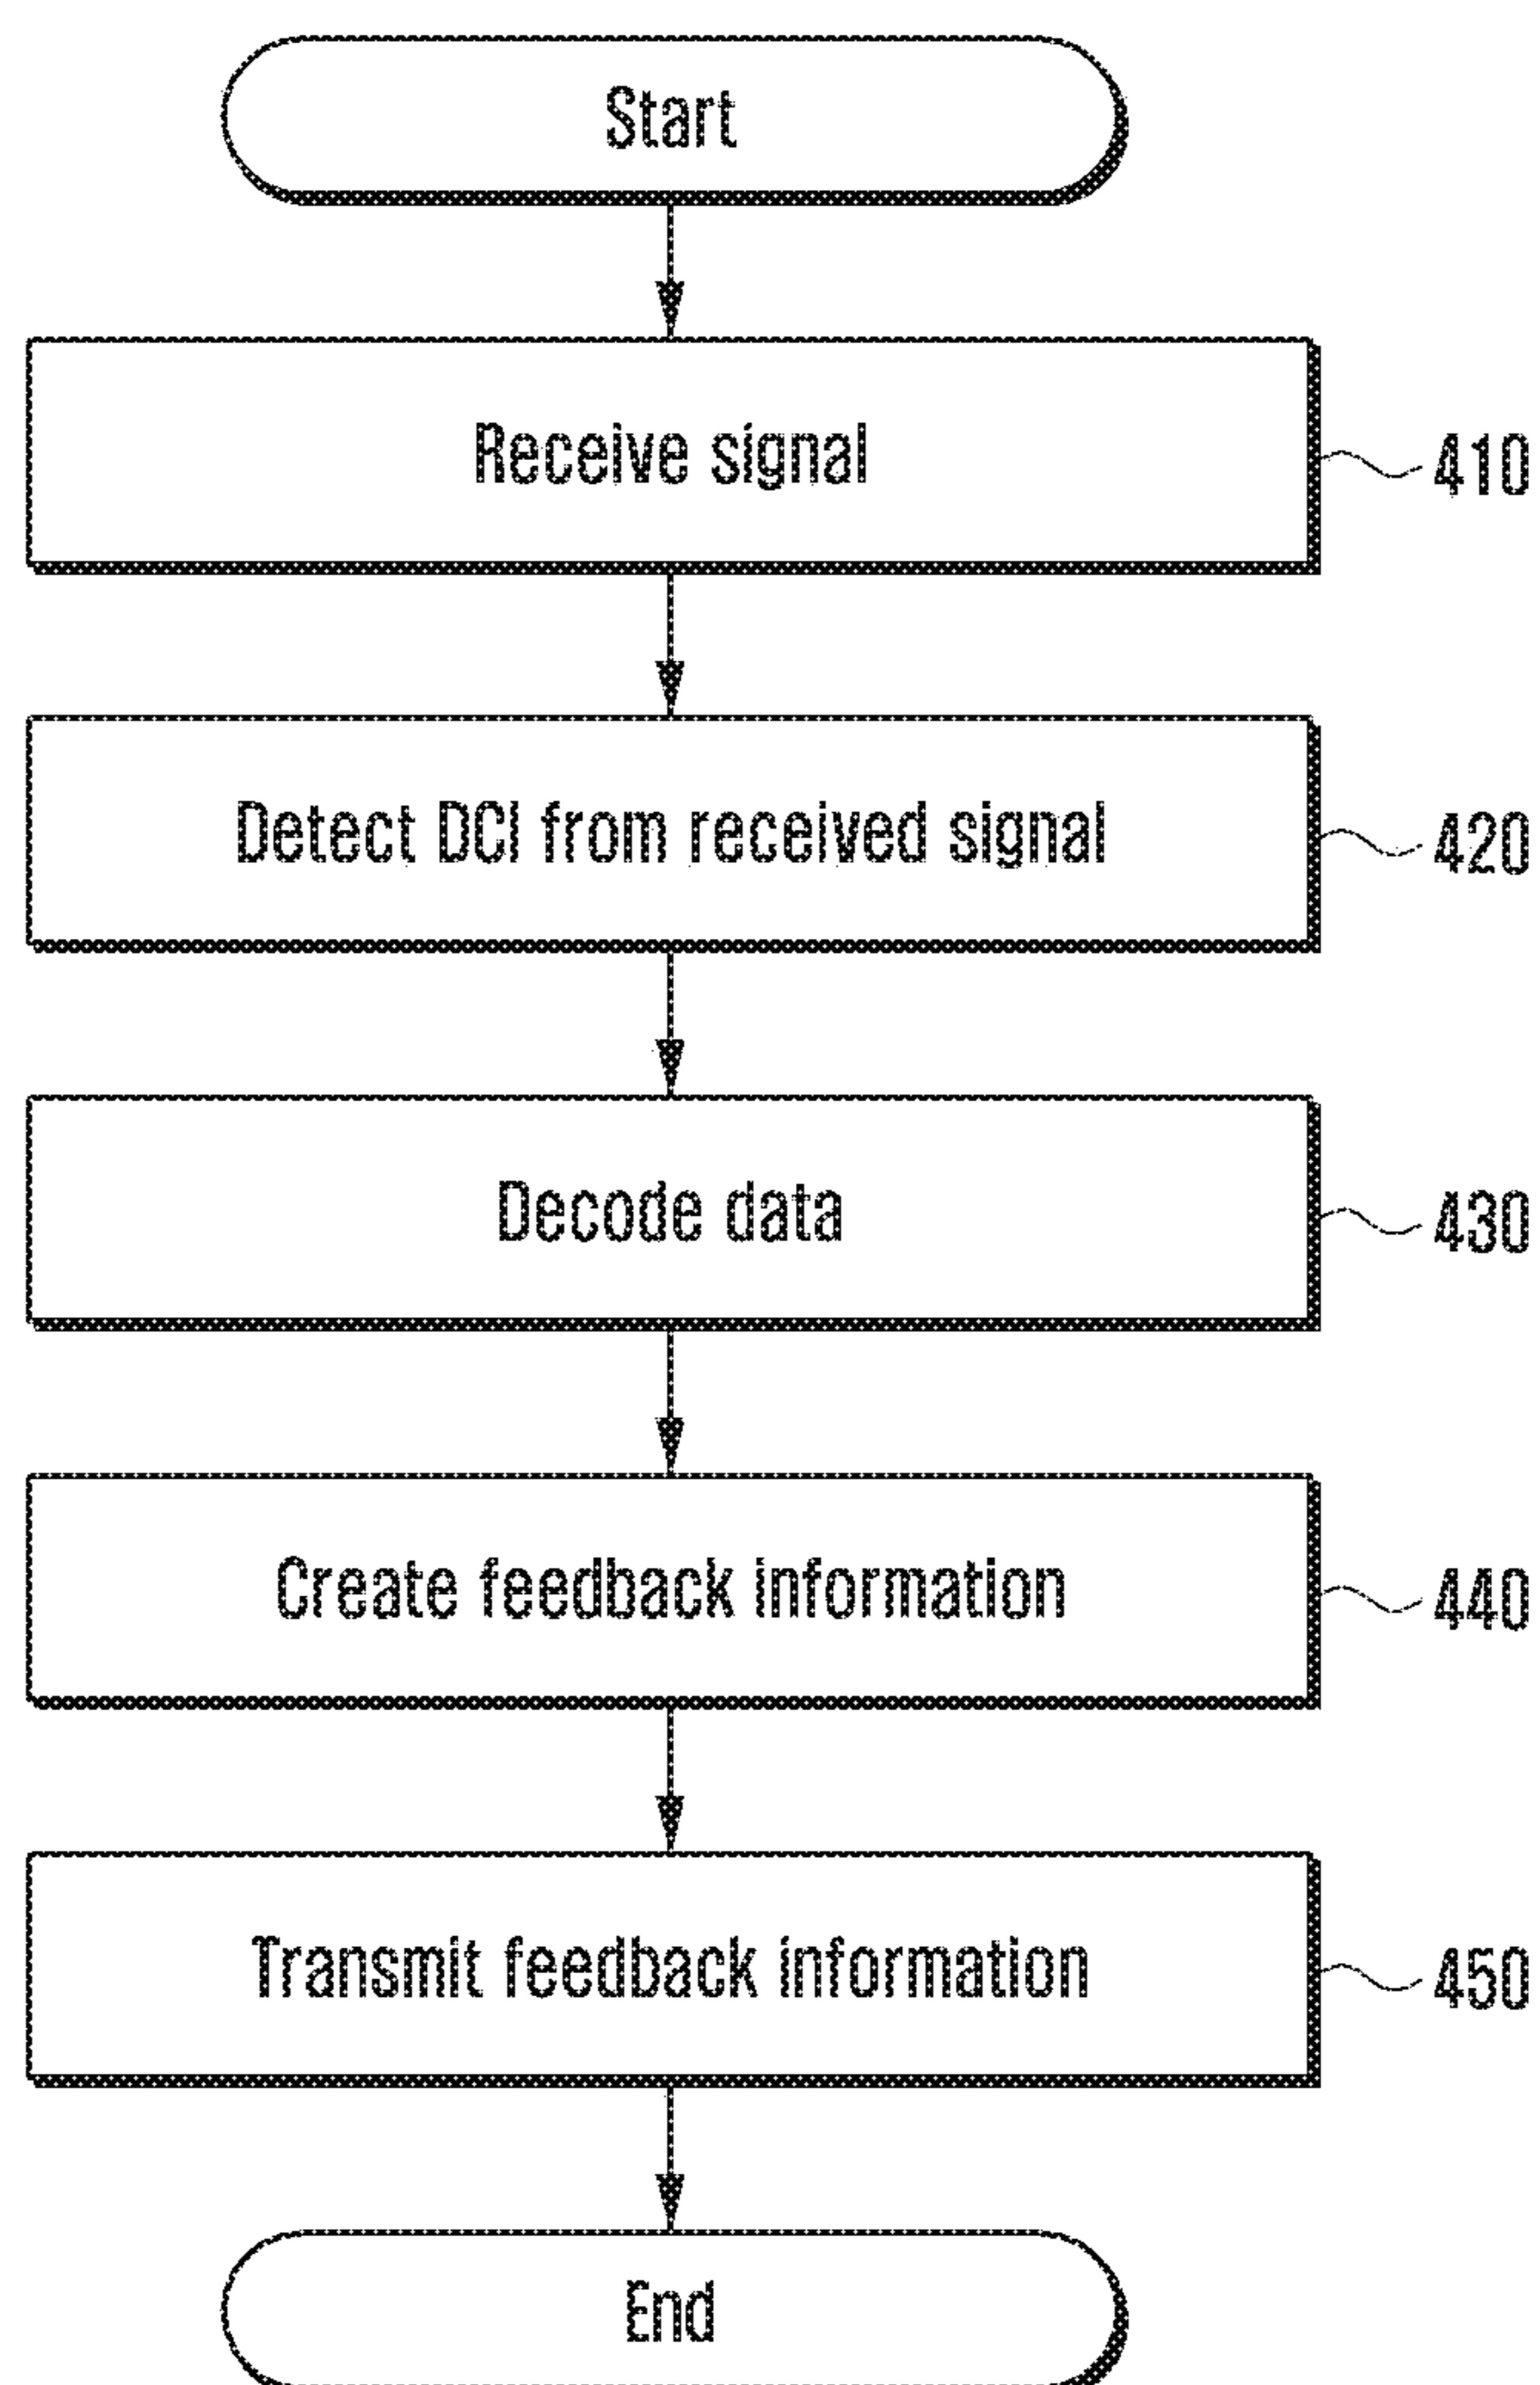 Start
Receive signal
410
Detect DCI from received signal
420
Decode data
430
Create feedback information
440
Transmit feedback information
450
End